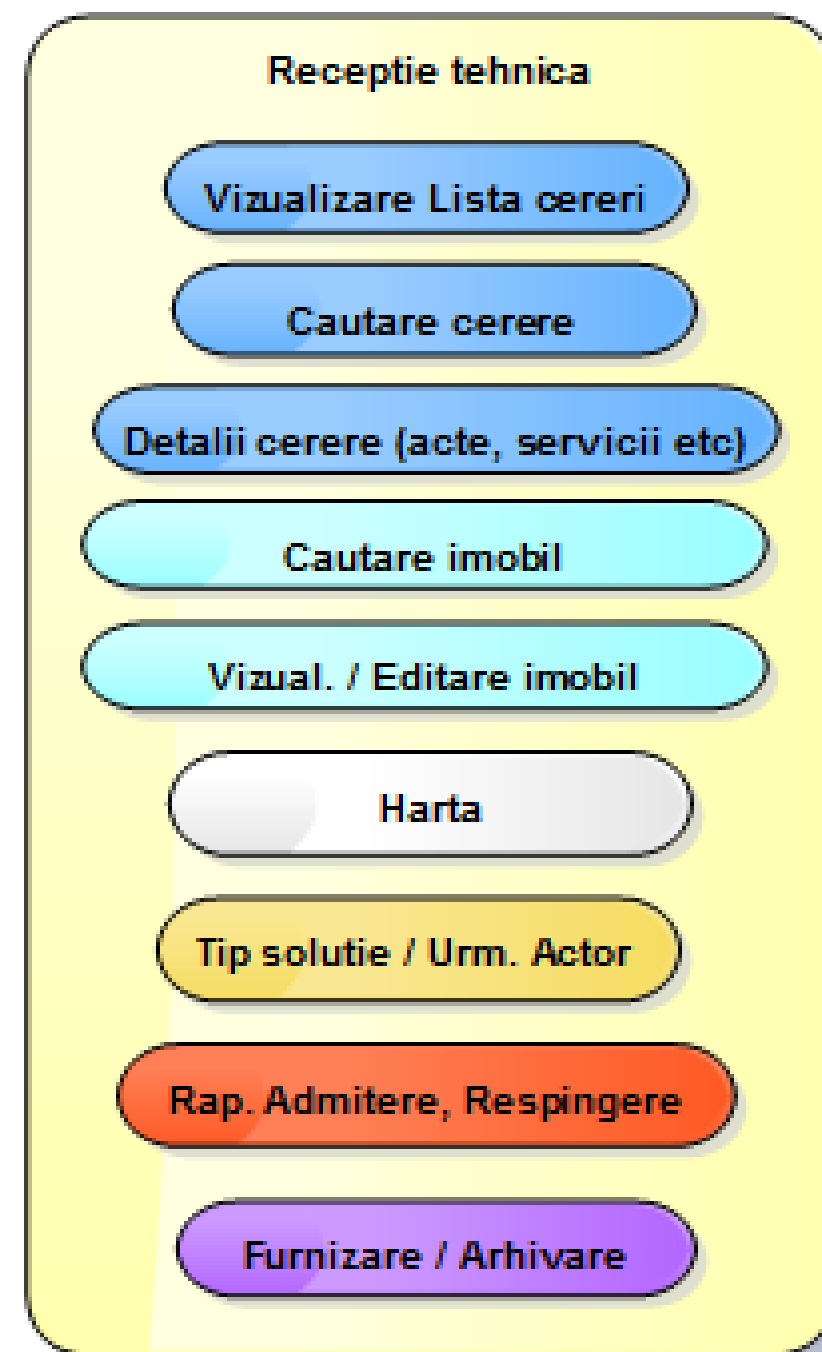 Receptie tehnica
Vizualizare Lista cereri
Cautare cerere
Detalii cerere (acte, servicii etc)
Cautare imobil
Vizual. / Editare imobil
Harta
Tip solutie / Urm. Actor
Rap. Admitere, Respingere
Furnizare / Arhivare